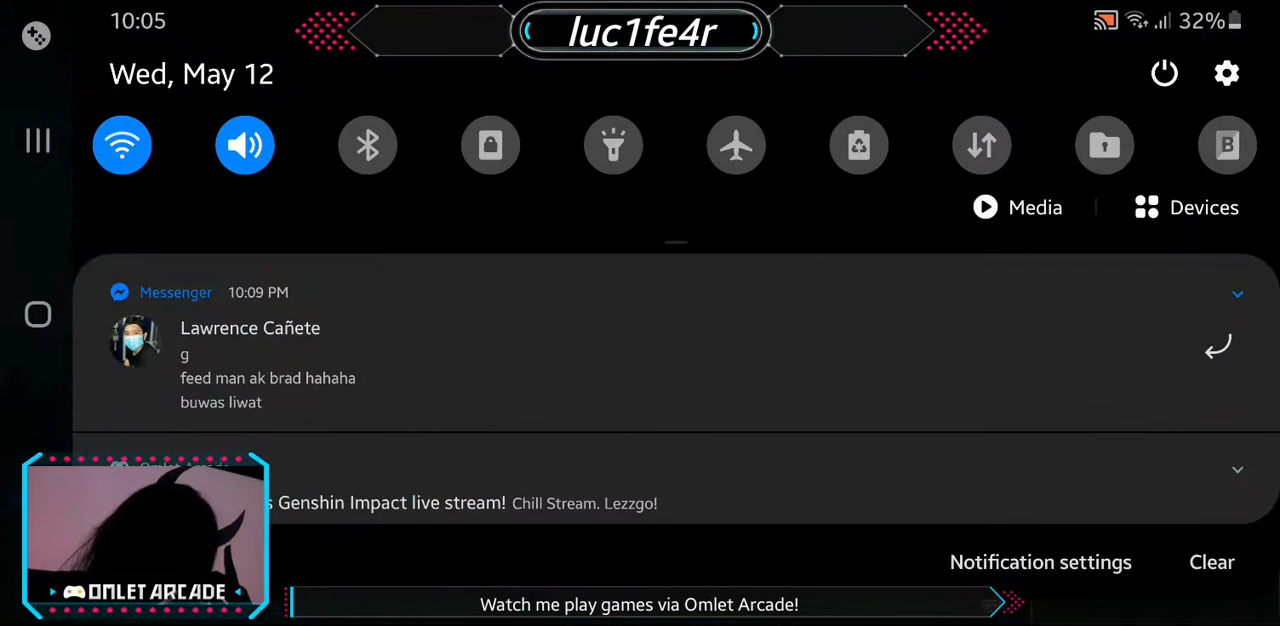 10:05
luc1fe4r
32%
Wed, May 12
B
Media
Devices
Messenger 10:09 PM
Lawrence Cañete
g
feed man ak brad hahaha
buwas liwat
Omlet Arcade
s Genshin Impact live stream! Chill Stream. Lezzgo!
OMLET ARCADE
Notification settings
Clear
Watch me play games via Omlet Arcade!